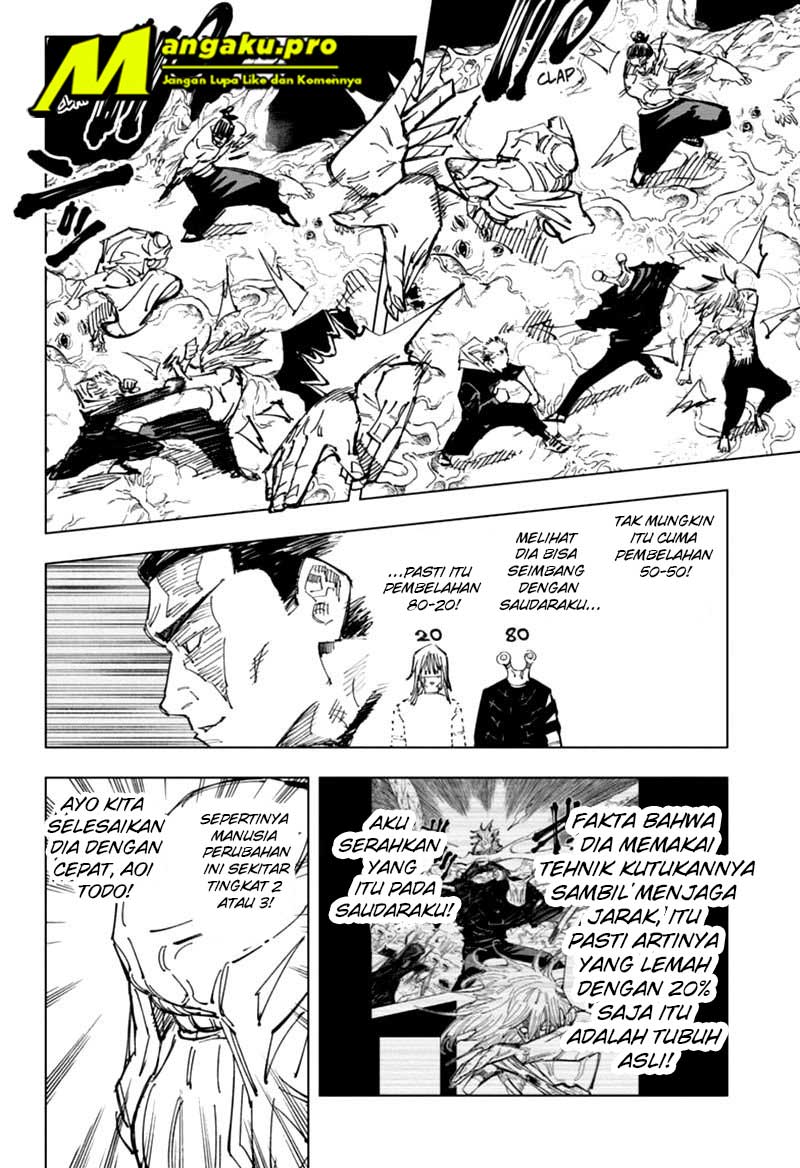 Mangaku.pro
Jangan Lupa Like dan Komennya
CLAP
TAK MUNGKIN
ITU CUMA
PEMBELAHAN
50-50!
MELIHAT
DIA BISA
SEIMBANG
DENGAN
SAUDARAKU...
...PASTI ITU
PEMBELAHAN
80-20!
20
80
FAKTA BAHWA
DIA MEMAKAI
TEHNIK KUTUKANNYA
SAMBIL MENJAGA
JARAK, ITU
PASTI ARTINYA
YANG LEMAH
DENGAN 20%
SAJA ITU
ADALAH TUBUH
ASLI!
AKU
SERAHKAN
YANG
ITU PADA
SAUDARAKU!
SEPERTINYA
MANUSIA
PERUBAHAN
INI SEKITAR
TINGKAT 2
ATAU 3!
AYO KITA
SELESAIKAN
DIA DENGAN
CEPAT, AOI
TODO!